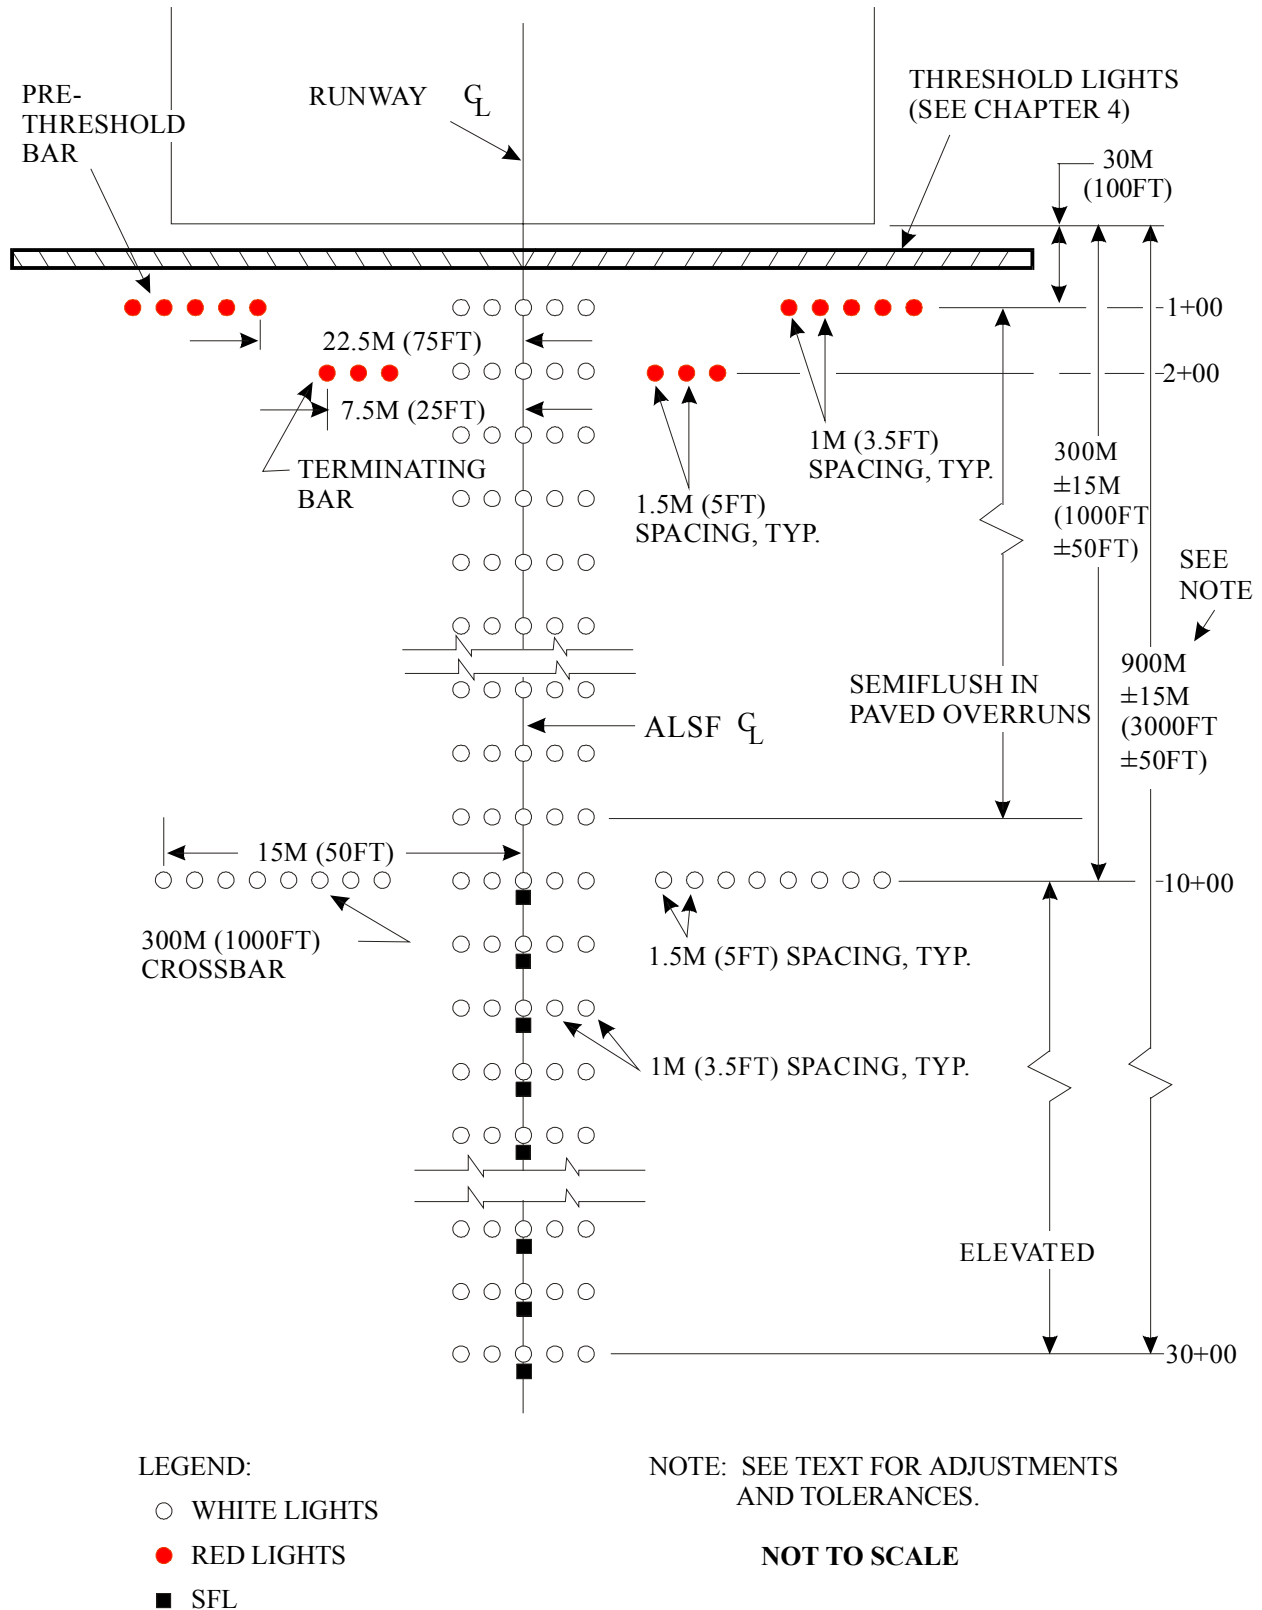 PRE-
THRESHOLD
BAR
RUNWAY ℄
THRESHOLD LIGHTS
(SEE CHAPTER 4)
30M
(100FT)
1+00
22.5M (75FT)
2+00
7.5M (25FT)
TERMINATING
BAR
1M (3.5FT)
SPACING, TYP.
1.5M (5FT)
SPACING, TYP.
300M
±15M
(1000FT
±50FT)
SEE
NOTE
900M
±15M
(3000FT
±50FT)
SEMIFLUSH IN
PAVED OVERRUNS
ALSF ℄
15M (50FT)
10+00
300M (1000FT)
CROSSBAR
1.5M (5FT) SPACING, TYP.
1M (3.5FT) SPACING, TYP.
ELEVATED
30+00
LEGEND:
WHITE LIGHTS
RED LIGHTS
SFL
NOTE: SEE TEXT FOR ADJUSTMENTS
AND TOLERANCES.
NOT TO SCALE